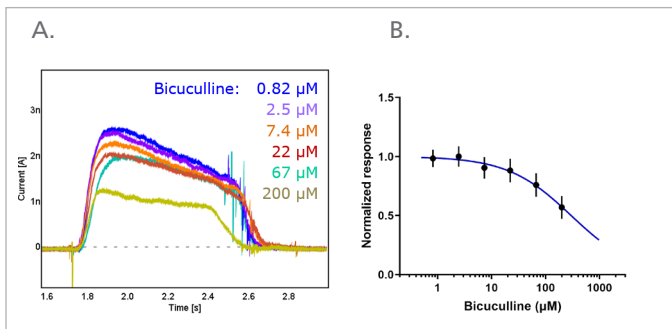 A.
Bicuculline: 0.82 µM
2.5 µM
7.4 µM
22 µM
67 µM
200 µM
3n
2n
1n
0
Current [A]
1.6 1.8 2.0 2.2 2.4 2.6 2.8
Time [s]
B.
1.5
1.0
0.5
0.0
Normalized response
1 10 100 1000
Bicuculline (µM)